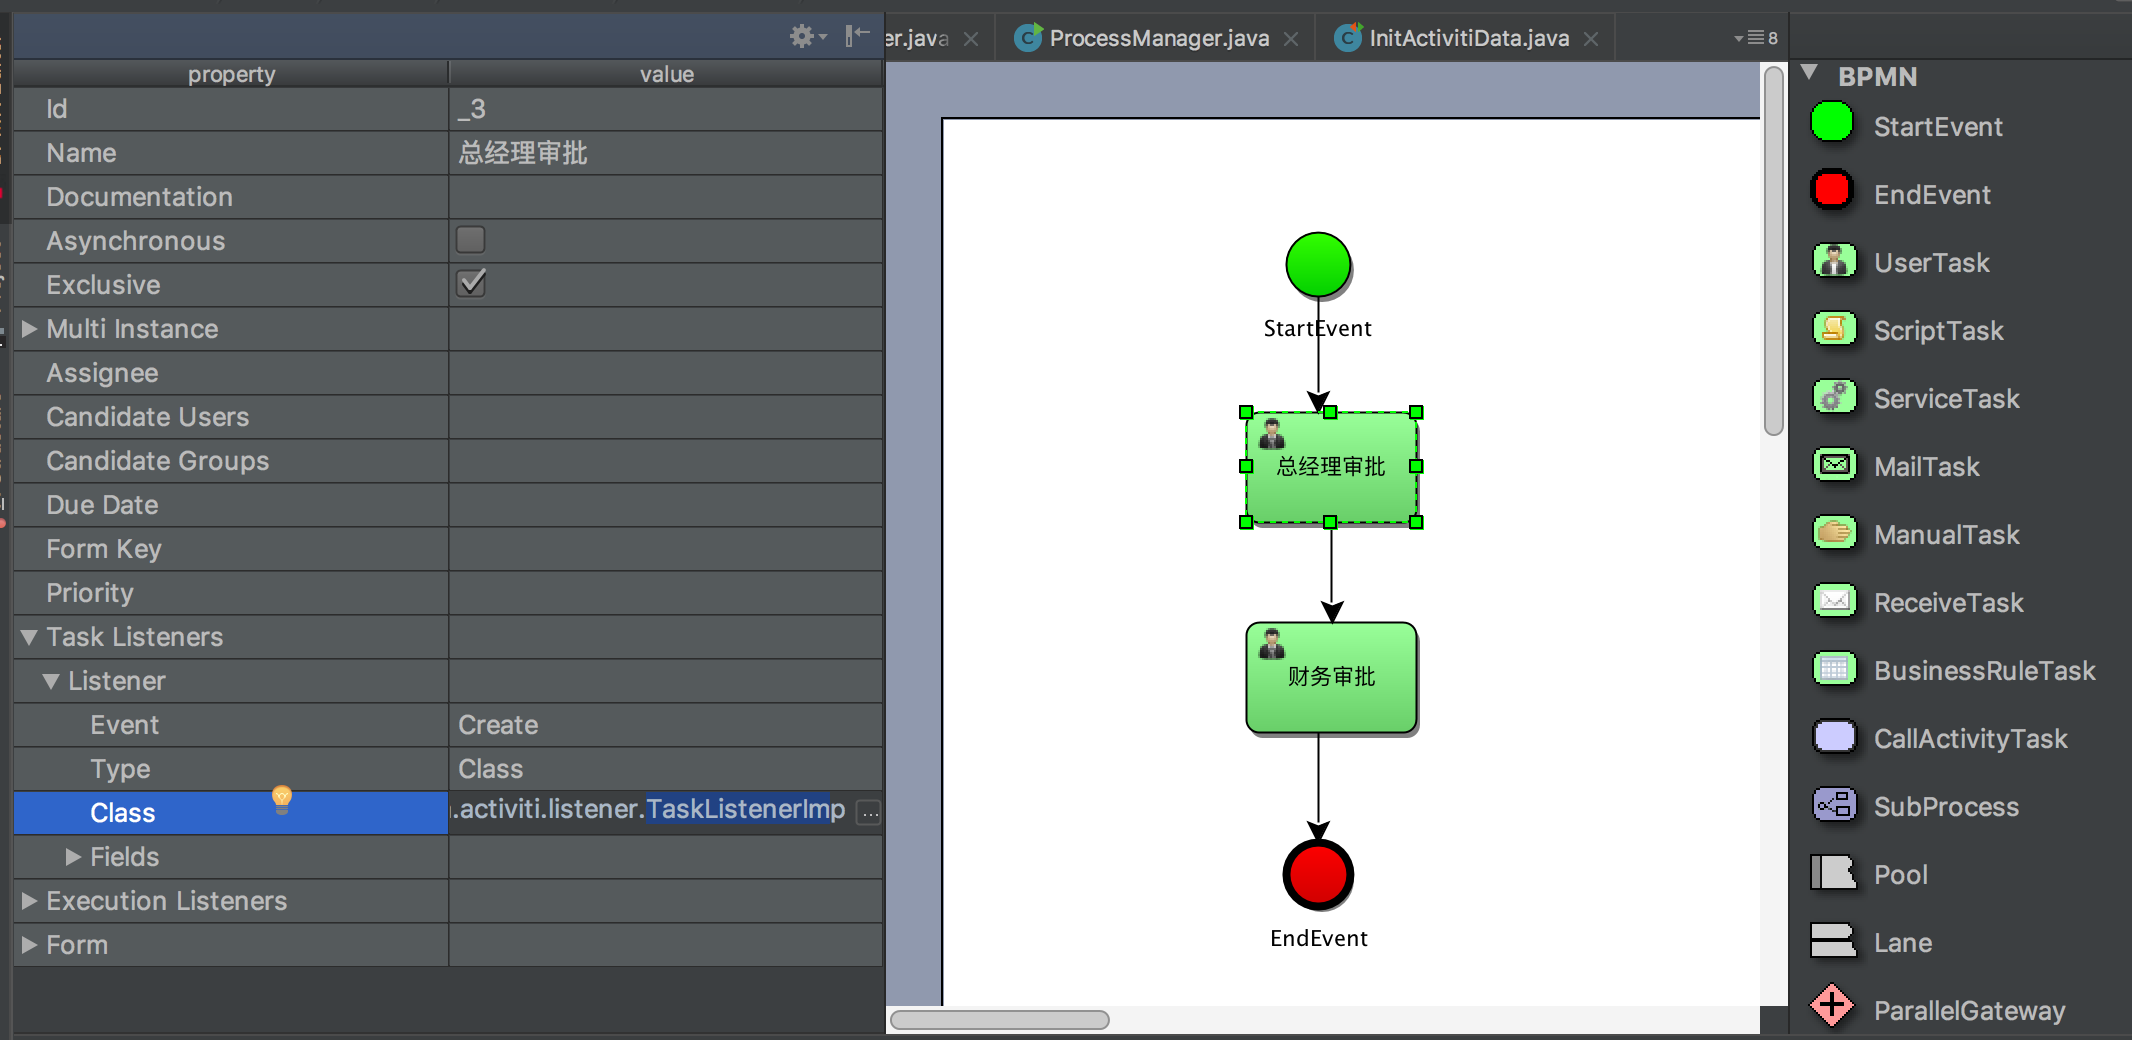 er.java
ProcessManager.java
InitActivitiData.java
8
property value
Id _3
Name 总经理审批
Documentation
Asynchronous
Exclusive
Multi Instance
Assignee
Candidate Users
Candidate Groups
Due Date
Form Key
Priority
Task Listeners
Listener
Event Create
Type Class
Class .activiti.listener.TaskListenerImp ...
Fields
Execution Listeners
Form
StartEvent
总经理审批
财务审批
EndEvent
BPMN
StartEvent
EndEvent
UserTask
ScriptTask
ServiceTask
MailTask
ManualTask
ReceiveTask
BusinessRuleTask
CallActivityTask
SubProcess
Pool
Lane
ParallelGateway